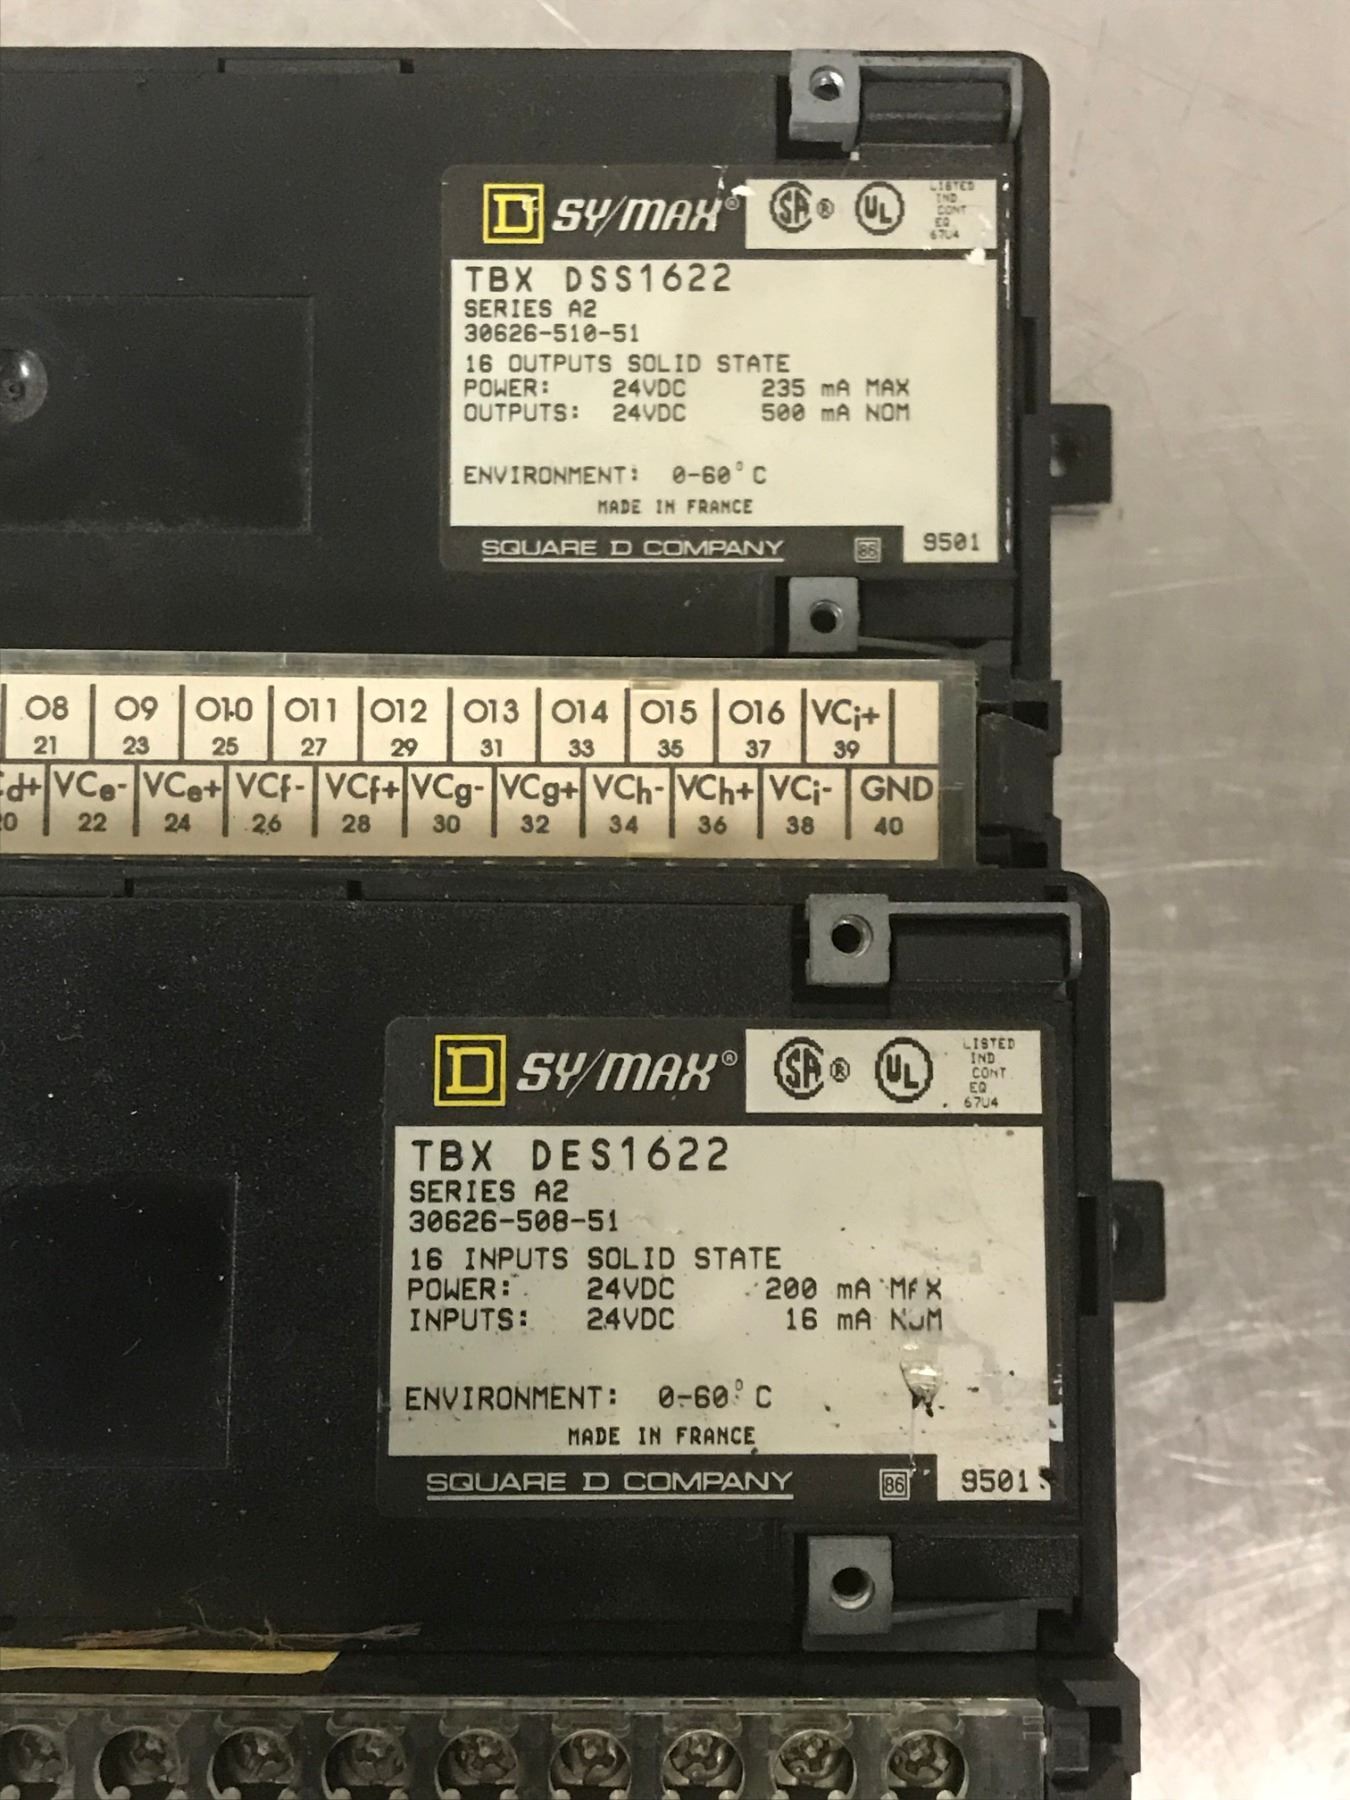 D SY/MAX® SA® UL LISTED
IND
CONT
EQ
67U4
TBX DSS1622
SERIES A2
30626-510-51
16 OUTPUTS SOLID STATE
POWER: 24VDC 235 mA MAX
OUTPUTS: 24VDC 500 mA NOM
ENVIRONMENT: 0-60° C
MADE IN FRANCE
SQUARE D COMPANY 86 9501
O8 O9 O10 O11 O12 O13 O14 O15 O16 VCi+
21 23 25 27 29 31 33 35 37 39
VCe- VCe+ VCf- VCf+ VCg- VCg+ VCh- VCh+ VCi- GND
22 24 26 28 30 32 34 36 38 40
D SY/MAX® SA® UL LISTED
IND
CONT
EQ
67U4
TBX DES1622
SERIES A2
30626-508-51
16 INPUTS SOLID STATE
POWER: 24VDC 200 mA MAX
INPUTS: 24VDC 16 mA NOM
ENVIRONMENT: 0-60° C
MADE IN FRANCE
SQUARE D COMPANY 86 9501